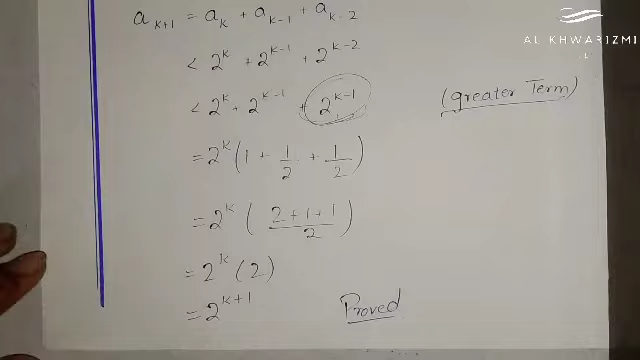 a_{k+1} = a_k + a_{k-1} + a_{k-2}
< 2^k + 2^{k-1} + 2^{k-2}
< 2^k + 2^{k-1} + 2^{k-1} (greater Term)
= 2^k (1 + 1/2 + 1/2)
= 2^k ( (2+1+1)/2 )
= 2^k (2)
= 2^{k+1} Proved
AL KHWARIZMI